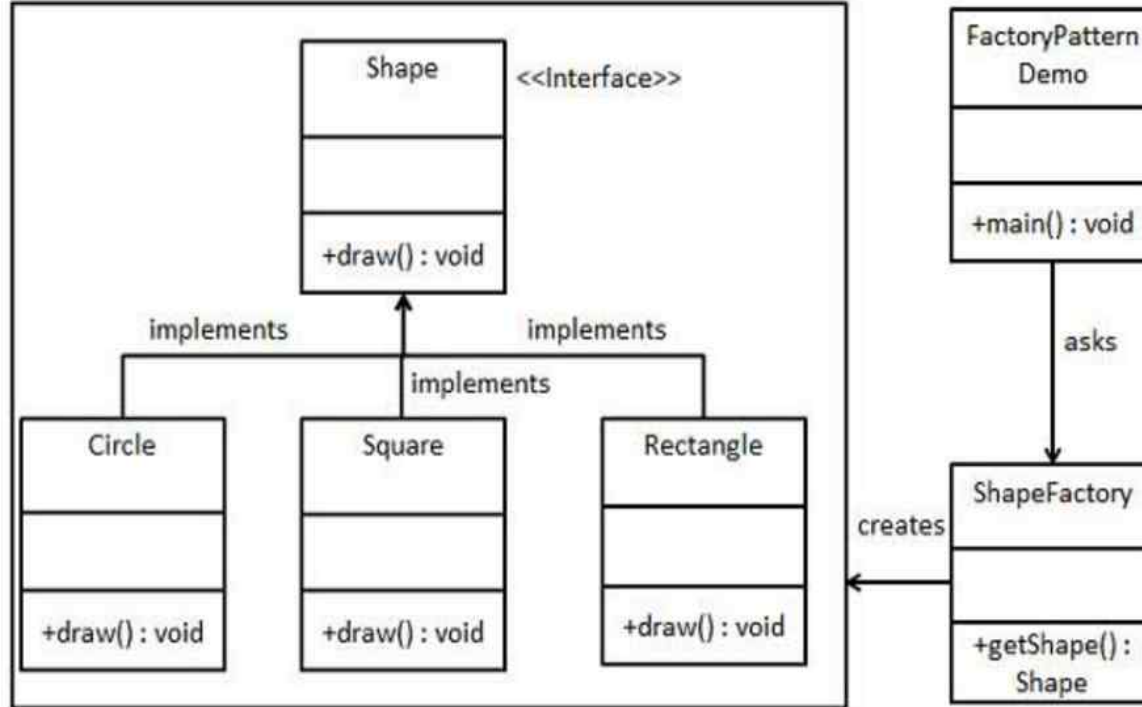 Shape
<<Interface>>
+draw() : void
implements
implements
implements
Circle
+draw() : void
Square
+draw() : void
Rectangle
+draw() : void
FactoryPattern
Demo
+main() : void
asks
ShapeFactory
+getShape() :
Shape
creates